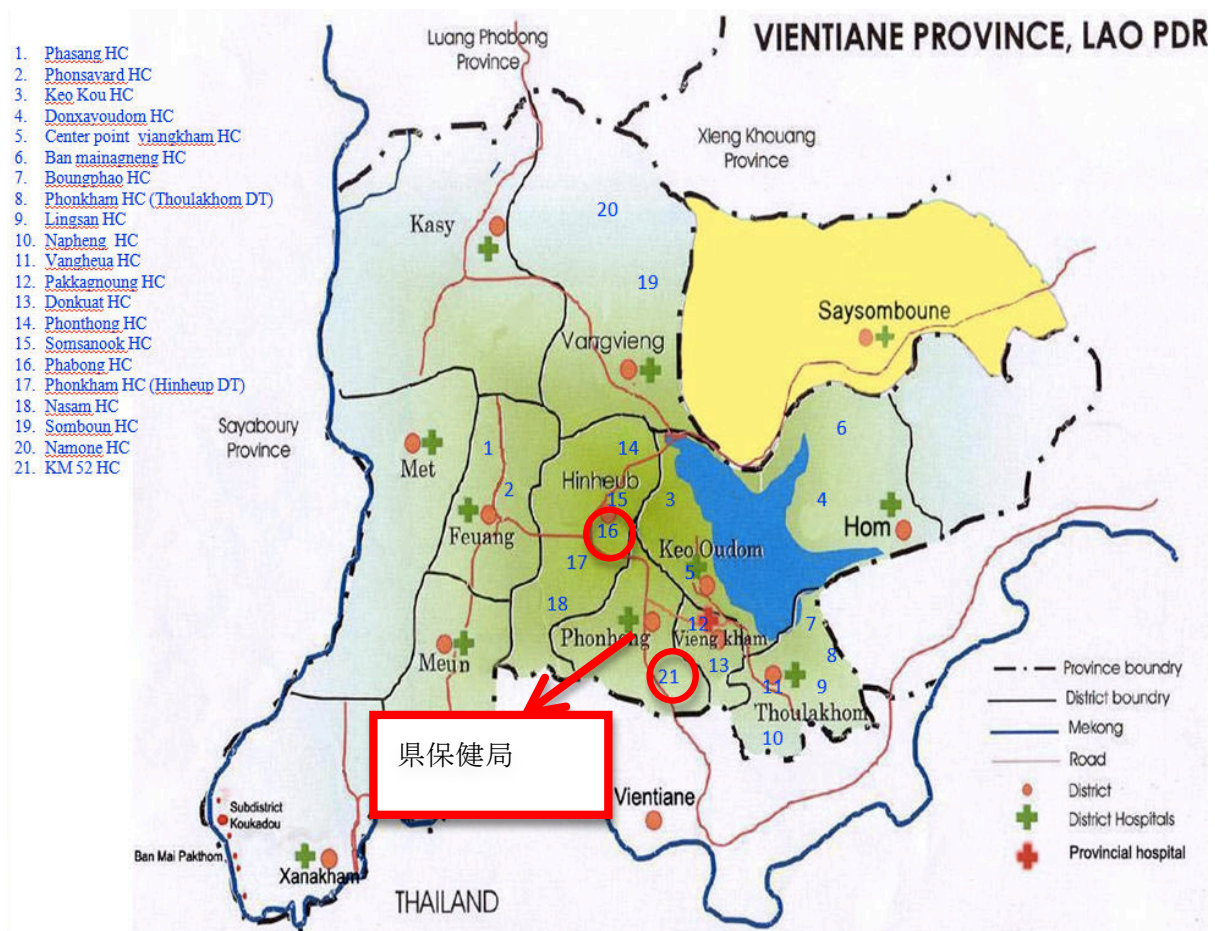 VIENTIANE PROVINCE, LAO PDR
1. Phasang HC
2. Phonsavard HC
3. Keo Kou HC
4. Donxayoudom HC
5. Center point viangkham HC
6. Ban mainagneng HC
7. Boungphao HC
8. Phonkham HC (Thoulakhom DT)
9. Lingsan HC
10. Napheng HC
11. Vangheua HC
12. Pakkagnoung HC
13. Donkuat HC
14. Phonthong HC
15. Somsanook HC
16. Phabong HC
17. Phonkham HC (Hinheup DT)
18. Nasam HC
19. Somboun HC
20. Namone HC
21. KM 52 HC
Luang Phabong
Province
Xieng Khouang
Province
20
Kasy
19
Saysomboune
Vangvieng
Sayaboury
Province
6
1
14
Met
Hinheub
2
15
3
4
Feuang
16
Hom
Keo Oudom
17
5
18
12
7
Phonhong
Vieng kham
Meun
8
13
21
11
9
Thoulakhom
10
県保健局
Vientiane
Subdistrict
Koukadou
Ban Mai Pakthom
Xanakham
THAILAND
Province boundry
District boundry
Mekong
Road
District
District Hospitals
Provincial hospital